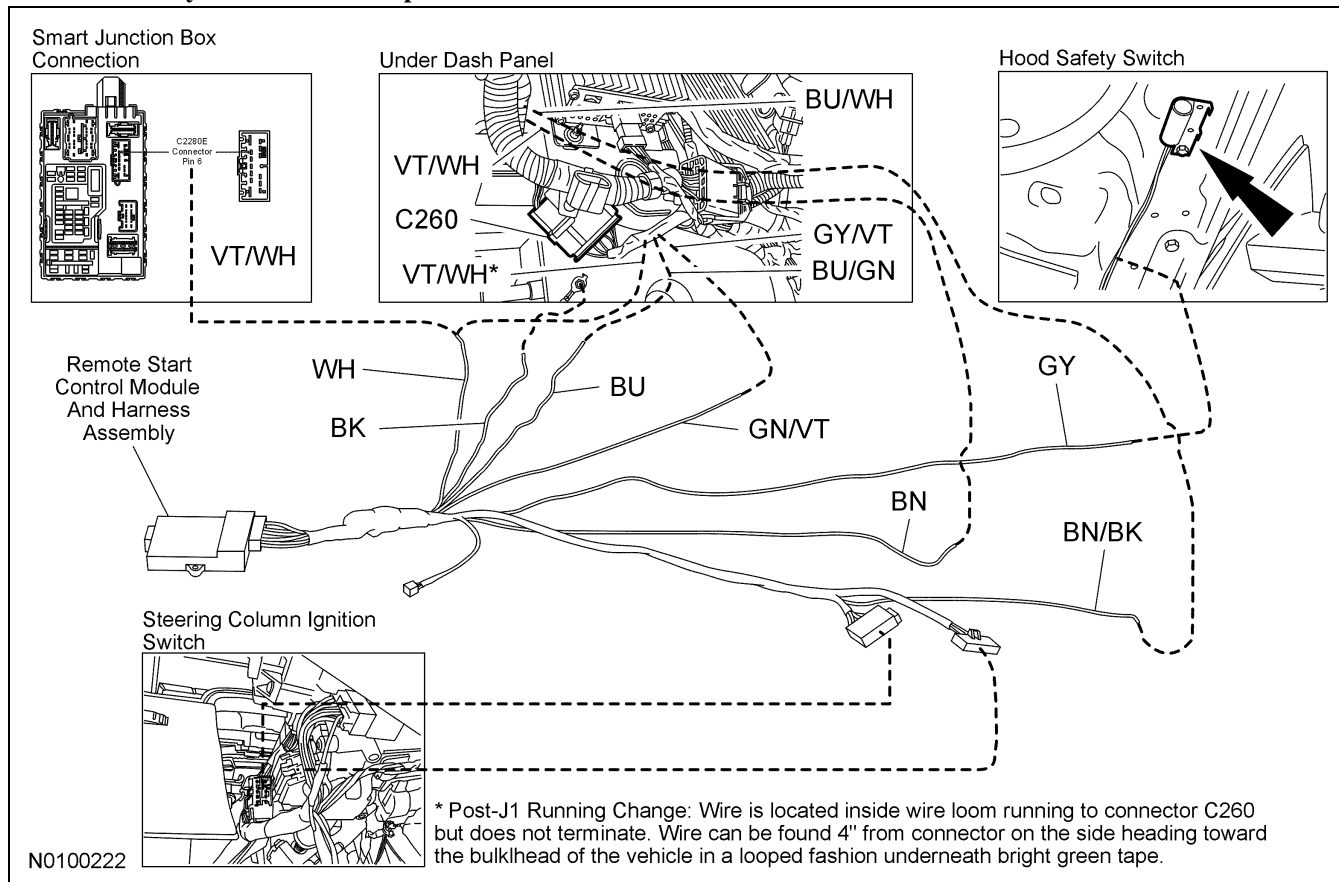 Smart Junction Box
Connection
Under Dash Panel
Hood Safety Switch
C2280E
Connector
Pin 6
VT/WH
BU/WH
VT/WH
C260
VT/WH*
GY/VT
BU/GN
Remote Start
Control Module
And Harness
Assembly
WH
BK
BU
GN/VT
GY
BN
BN/BK
Steering Column Ignition
Switch
* Post-J1 Running Change: Wire is located inside wire loom running to connector C260
but does not terminate. Wire can be found 4" from connector on the side heading toward
the bulklhead of the vehicle in a looped fashion underneath bright green tape.
N0100222